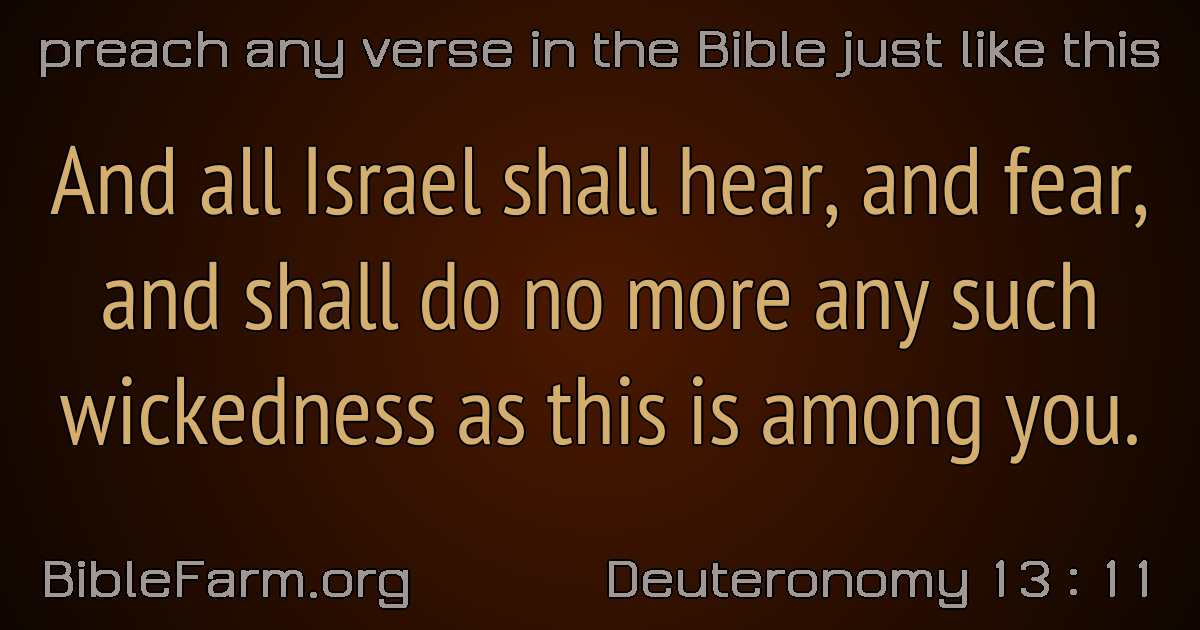 preach any verse in the Bible just like this
And all Israel shall hear, and fear,
and shall do no more any such
wickedness as this is among you.
BibleFarm.org
Deuteronomy 13 : 11